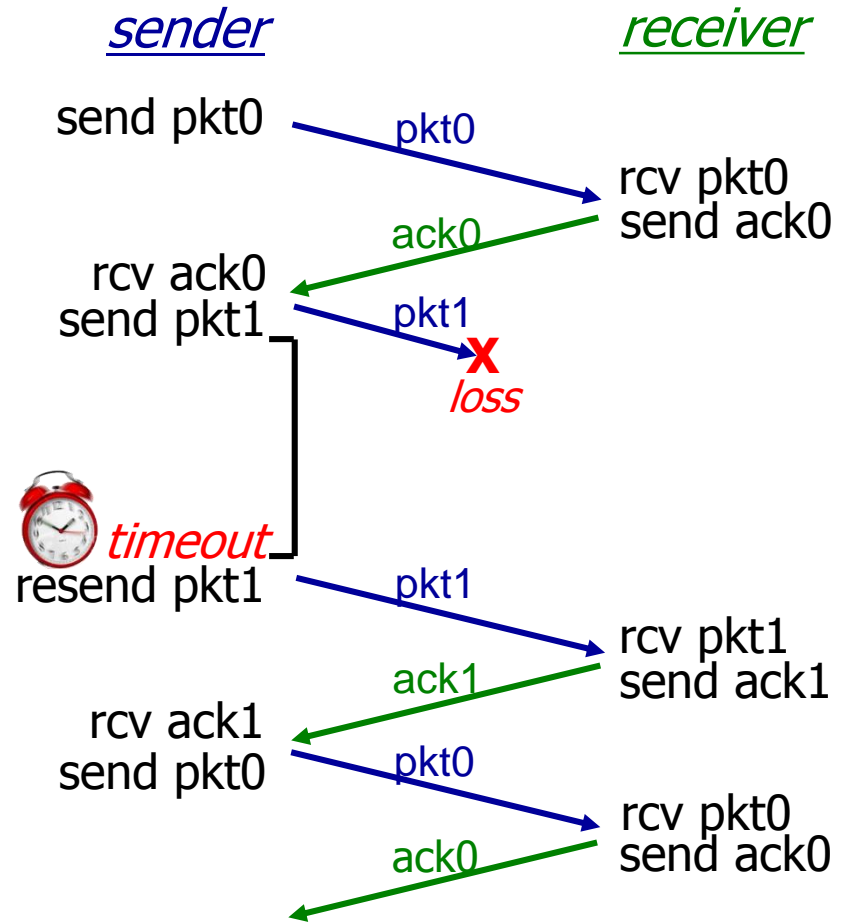 sender
receiver
send pkt0
pkt0
rcv pkt0
send ack0
ack0
rcv ack0
send pkt1
pkt1
X
loss
timeout
resend pkt1
pkt1
rcv pkt1
send ack1
ack1
rcv ack1
send pkt0
pkt0
rcv pkt0
send ack0
ack0